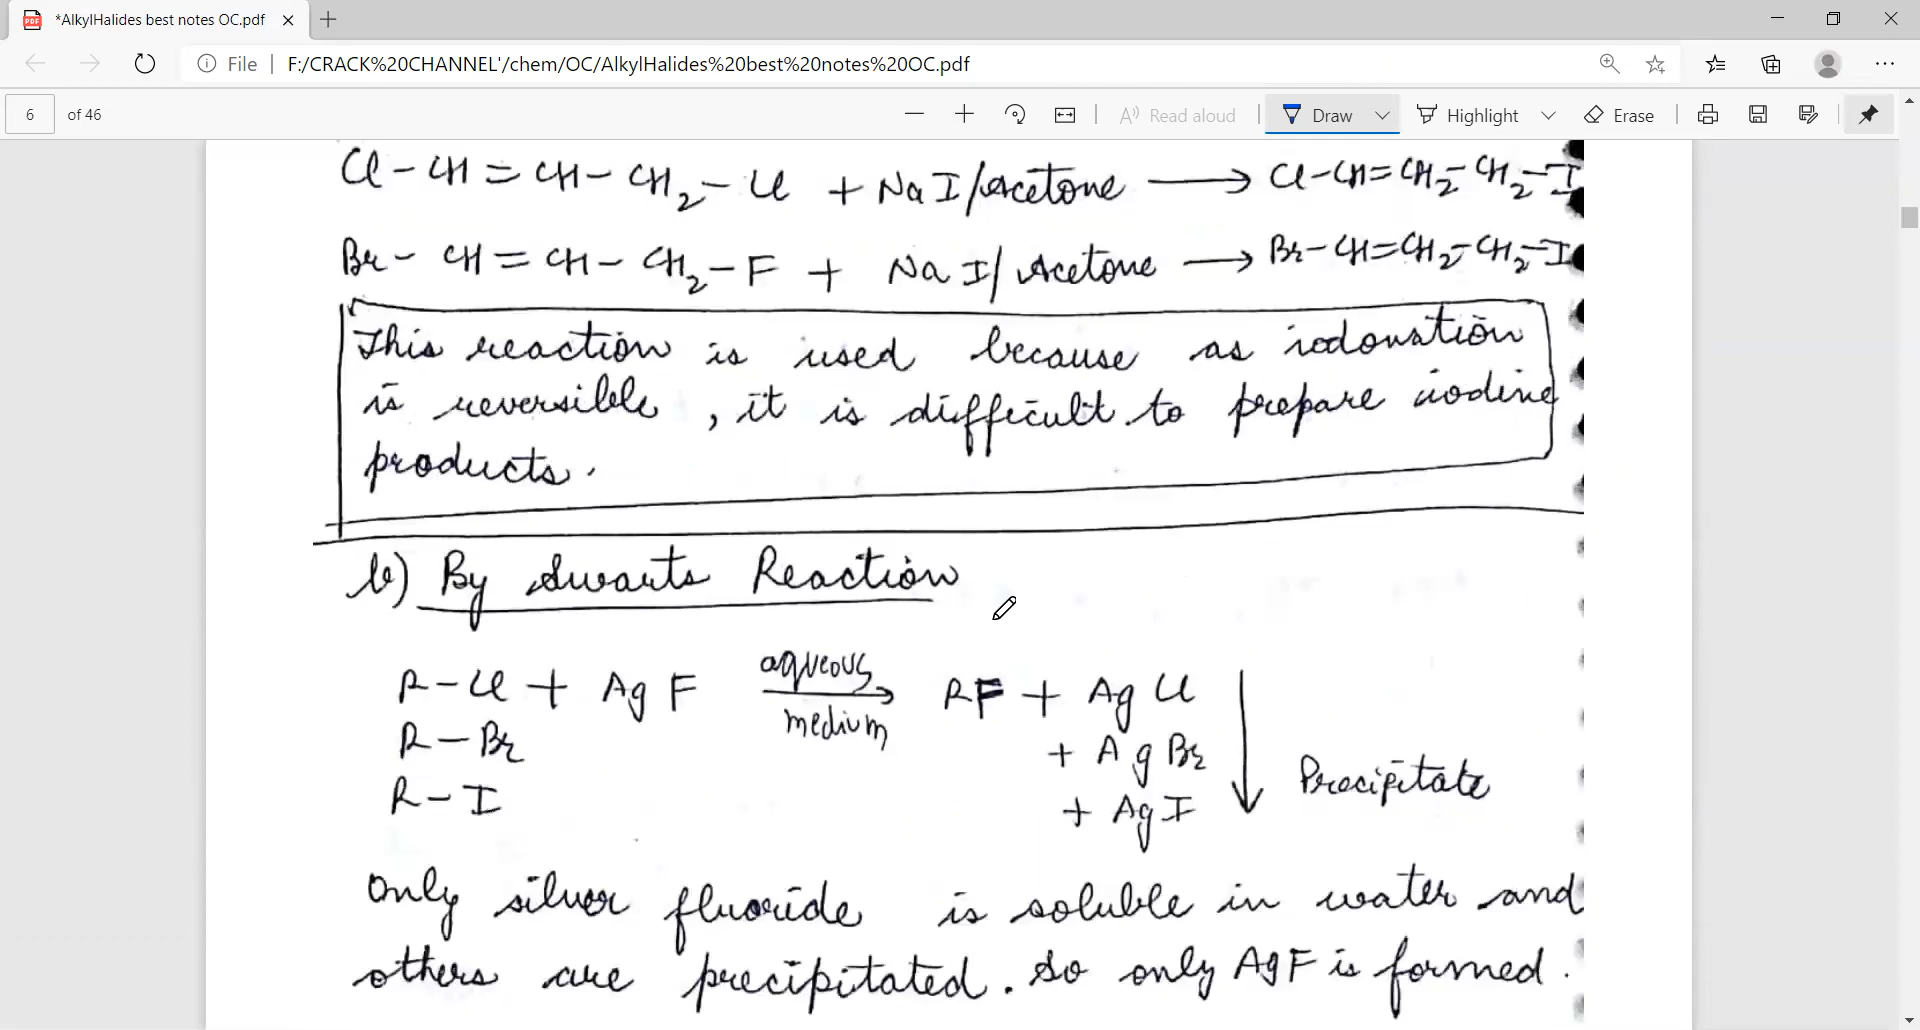 *AlkylHalides best notes OC.pdf
File | F:/CRACK%20CHANNEL'/chem/OC/AlkylHalides%20best%20notes%20OC.pdf
6 of 46 Read aloud Draw Highlight Erase
Cl-CH=CH-CH₂-Cl + NaI/Acetone ⟶ Cl-CH=CH₂-CH₂-I
Br-CH=CH-CH₂-F + NaI/Acetone ⟶ Br-CH=CH₂-CH₂-I
This reaction is used because as iodonation
is reversible, it is difficult to prepare iodine
products.
b) By Swarts Reaction
aqueous
R-Cl + AgF ⟶ RF + AgCl
medium
R-Br + AgBr Precipitate
R-I + AgI
Only silver fluoride is soluble in water and
others are precipitated. So only AgF is formed.